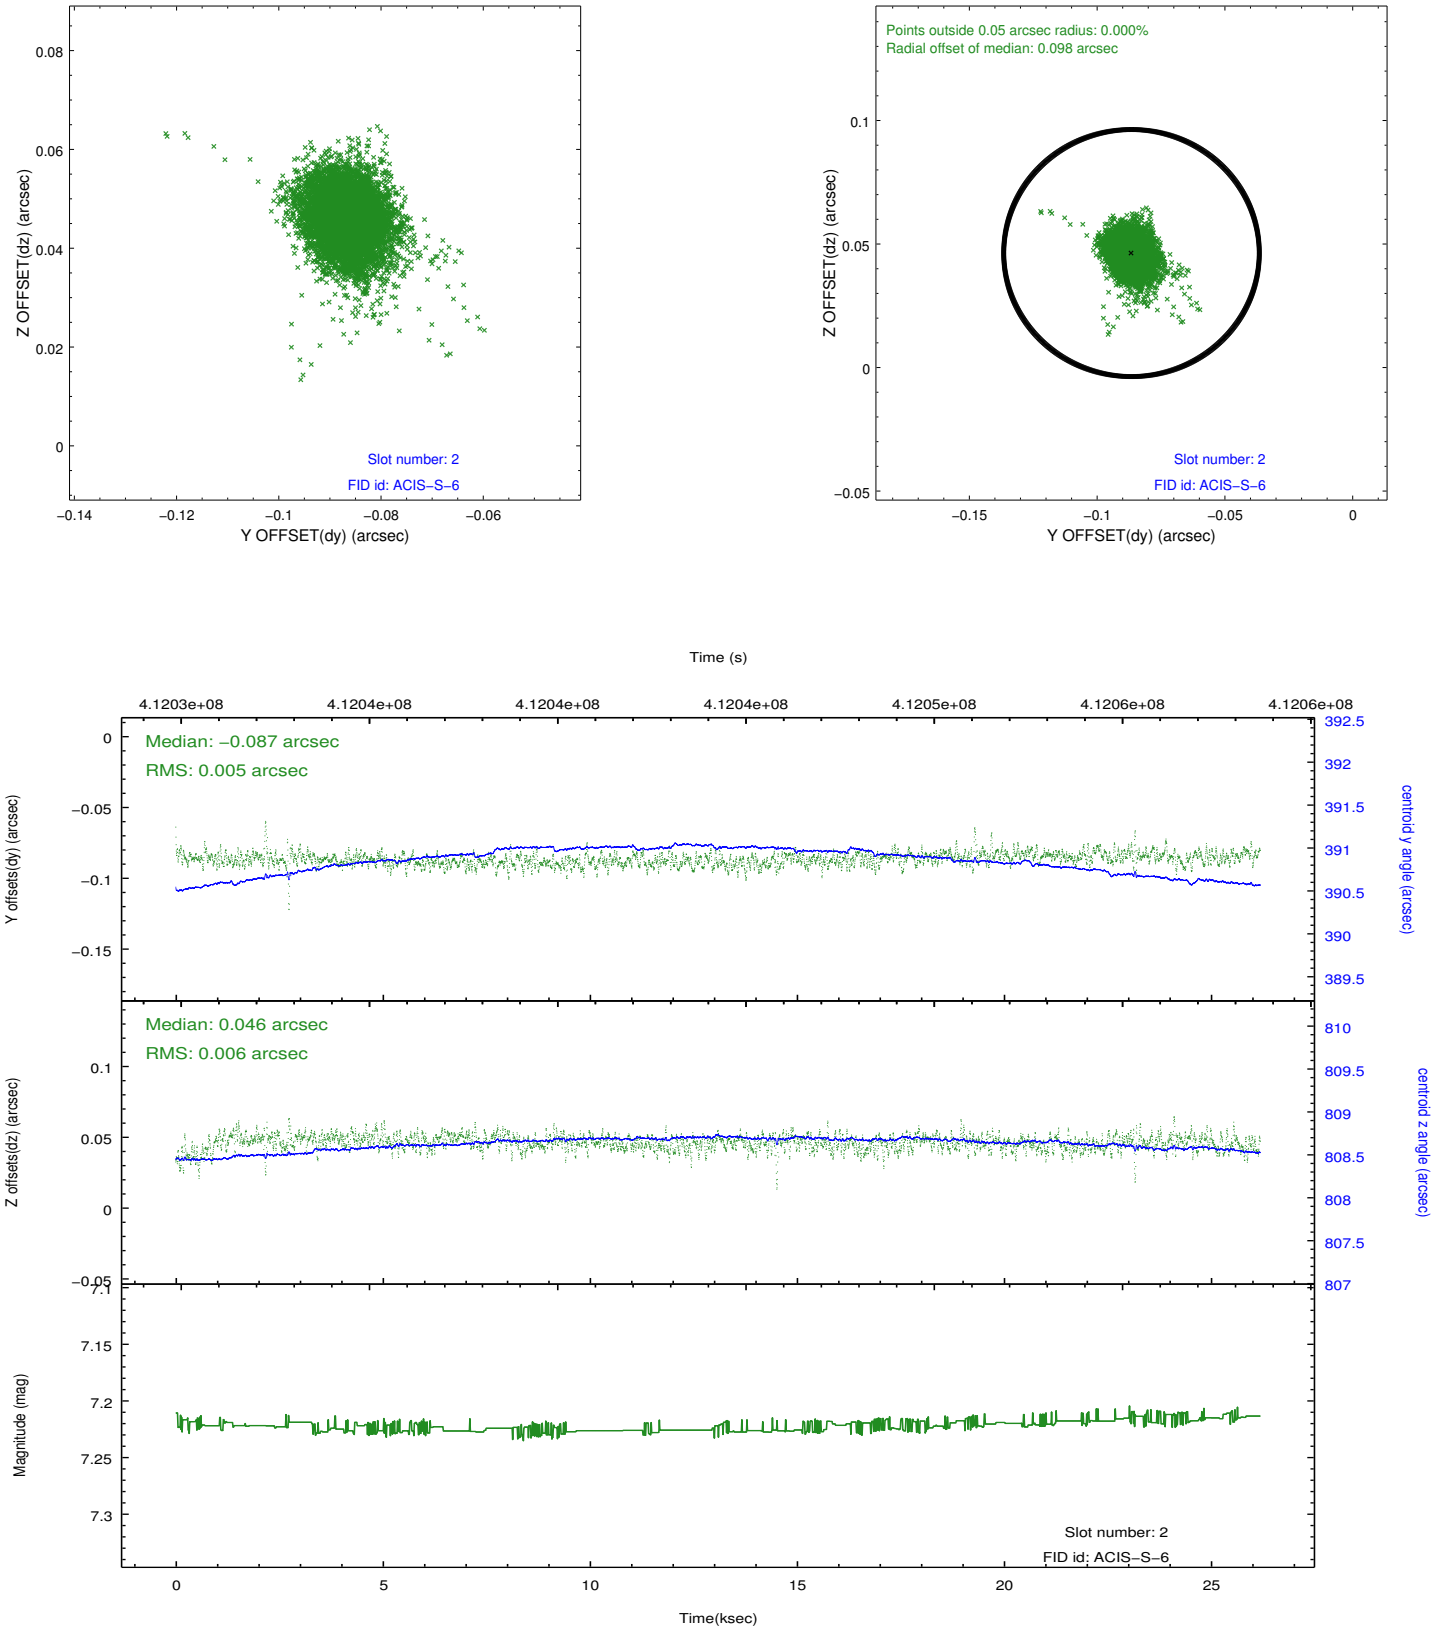 0.08
0.06
0.04
0.02
0
Z OFFSET(dz) (arcsec)
−0.14
−0.12
−0.1
−0.08
−0.06
Y OFFSET(dy) (arcsec)
Slot number: 2
FID id: ACIS−S−6
Points outside 0.05 arcsec radius: 0.000%
Radial offset of median: 0.098 arcsec
0.1
0.05
0
−0.05
Z OFFSET(dz) (arcsec)
−0.15
−0.1
−0.05
0
Y OFFSET(dy) (arcsec)
Slot number: 2
FID id: ACIS−S−6
Time (s)
4.1203e+08
4.1204e+08
4.1204e+08
4.1204e+08
4.1205e+08
4.1206e+08
4.1206e+08
Median: −0.087 arcsec
RMS: 0.005 arcsec
0
−0.05
−0.1
−0.15
Y offsets(dy) (arcsec)
392.5
392
391.5
391
390.5
390
389.5
centroid y angle (arcsec)
Median: 0.046 arcsec
RMS: 0.006 arcsec
0.1
0.05
0
−0.05
Z offsets(dz) (arcsec)
810
809.5
809
808.5
808
807.5
807
centroid z angle (arcsec)
7.1
7.15
7.2
7.25
7.3
Magnitude (mag)
Slot number: 2
FID id: ACIS−S−6
0
5
10
15
20
25
Time(ksec)